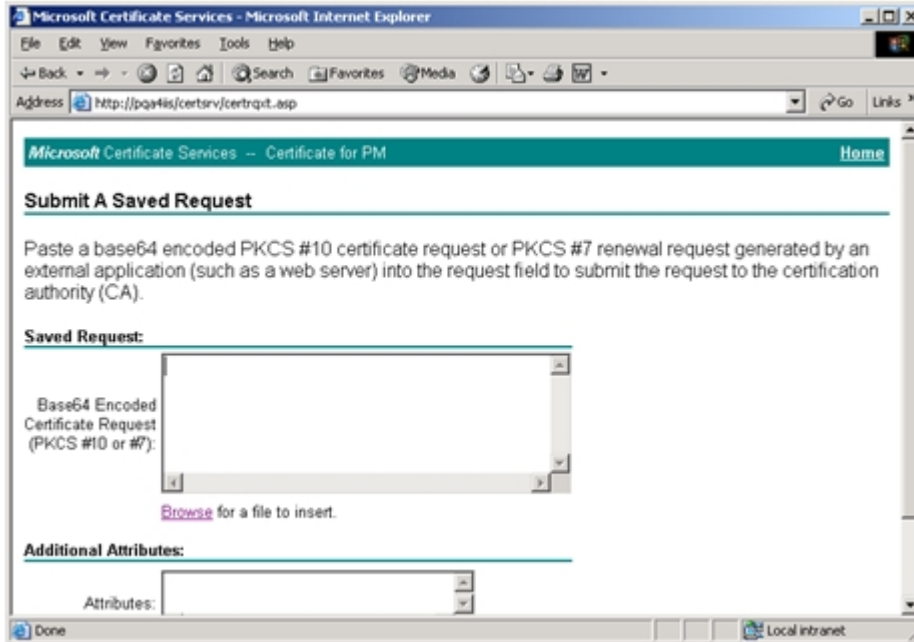 Microsoft Certificate Services - Microsoft Internet Explorer
File Edit View Favorites Tools Help
Back Search Favorites Media
Address http://pqa4iis/certsrv/certrqxt.asp Go Links
Microsoft Certificate Services -- Certificate for PM Home
Submit A Saved Request
Paste a base64 encoded PKCS #10 certificate request or PKCS #7 renewal request generated by an
external application (such as a web server) into the request field to submit the request to the certification
authority (CA).
Saved Request:
Base64 Encoded
Certificate Request
(PKCS #10 or #7):
Browse for a file to insert.
Additional Attributes:
Attributes:
Done Local intranet